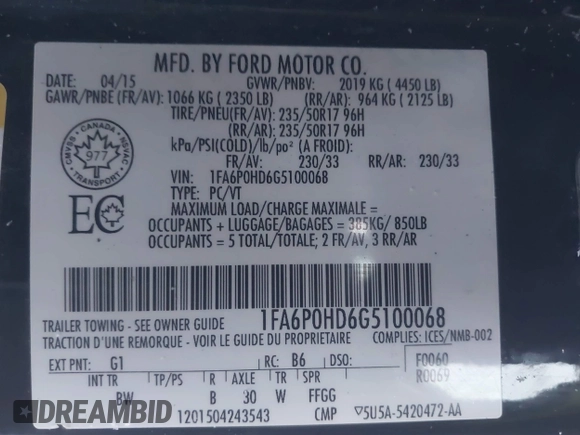 MFD. BY FORD MOTOR CO.
DATE: 04/15 GVWR/PNBV: 2019 KG ( 4450 LB)
GAWR/PNBE (FR/AV): 1066 KG ( 2350 LB) (RR/AR): 964 KG ( 2125 LB)
TIRE/PNEU(FR/AV): 235/50R17 96H
(RR/AR): 235/50R17 96H
kPa/PSI(COLD)/lb/po² (A FROID):
FR/AV: 230/33 RR/AR: 230/33
CANADA
CMVSS NSVAC
977
TRANSPORT
VIN: 1FA6P0HD6G5100068
TYPE: PC/VT
EC
MAXIMUM LOAD/CHARGE MAXIMALE =
OCCUPANTS + LUGGAGE/BAGAGES = 385KG/ 850LB
OCCUPANTS = 5 TOTAL/TOTALE; 2 FR/AV, 3 RR/AR
1FA6P0HD6G5100068
TRAILER TOWING - SEE OWNER GUIDE
TRACTION D'UNE REMORQUE - VOIR LE GUIDE DU PROPRIETAIRE COMPLIES: ICES/NMB-002
EXT PNT: G1 RC: B6 DSO: F0060
R0069
INT TR TP/PS R AXLE TR SPR
BW B 30 W FFGG
1201504243543 CMP ▽5U5A-5420472-AA
DREAMBID